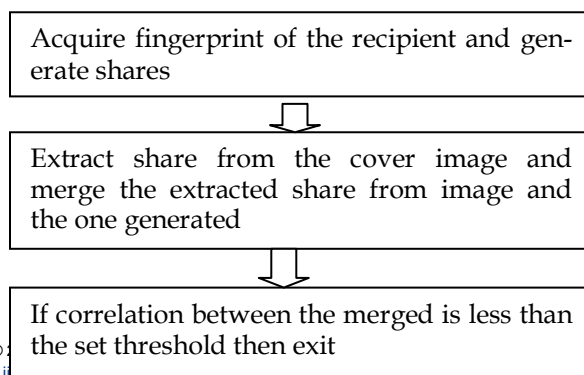 Acquire fingerprint of the recipient and gen-
erate shares
Extract share from the cover image and
merge the extracted share from image and
the one generated
If correlation between the merged is less than
the set threshold then exit